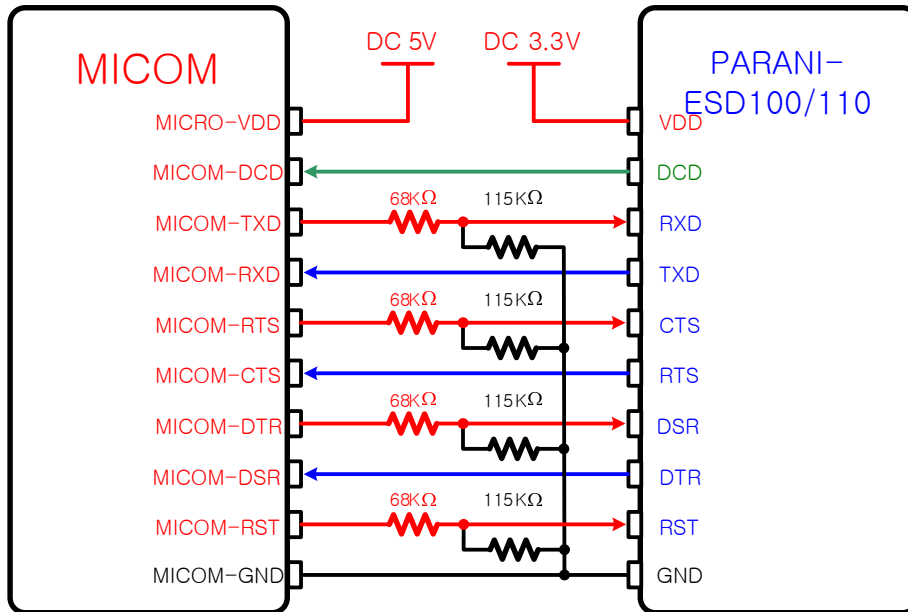 DC 5V
DC 3.3V
MICOM
PARANI-
ESD100/110
MICRO-VDD
VDD
MICOM-DCD
DCD
68KΩ
115KΩ
MICOM-TXD
RXD
MICOM-RXD
TXD
68KΩ
115KΩ
MICOM-RTS
CTS
MICOM-CTS
RTS
68KΩ
115KΩ
MICOM-DTR
DSR
MICOM-DSR
DTR
68KΩ
115KΩ
MICOM-RST
RST
MICOM-GND
GND